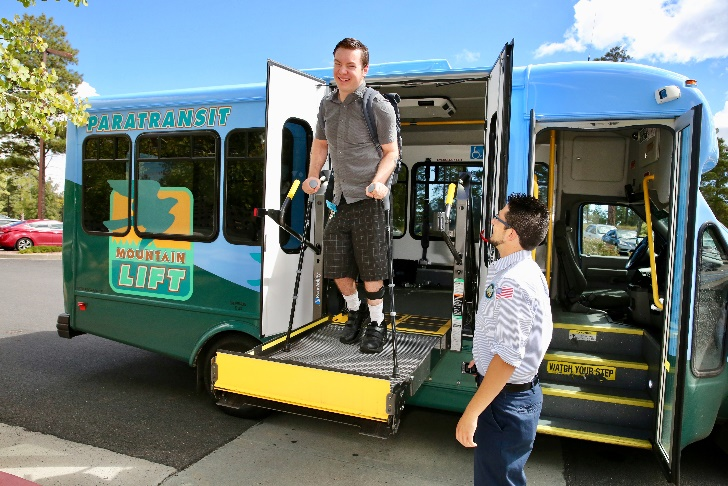 PARATRANSIT
MOUNTAIN
LIFT
WATCH YOUR STEP